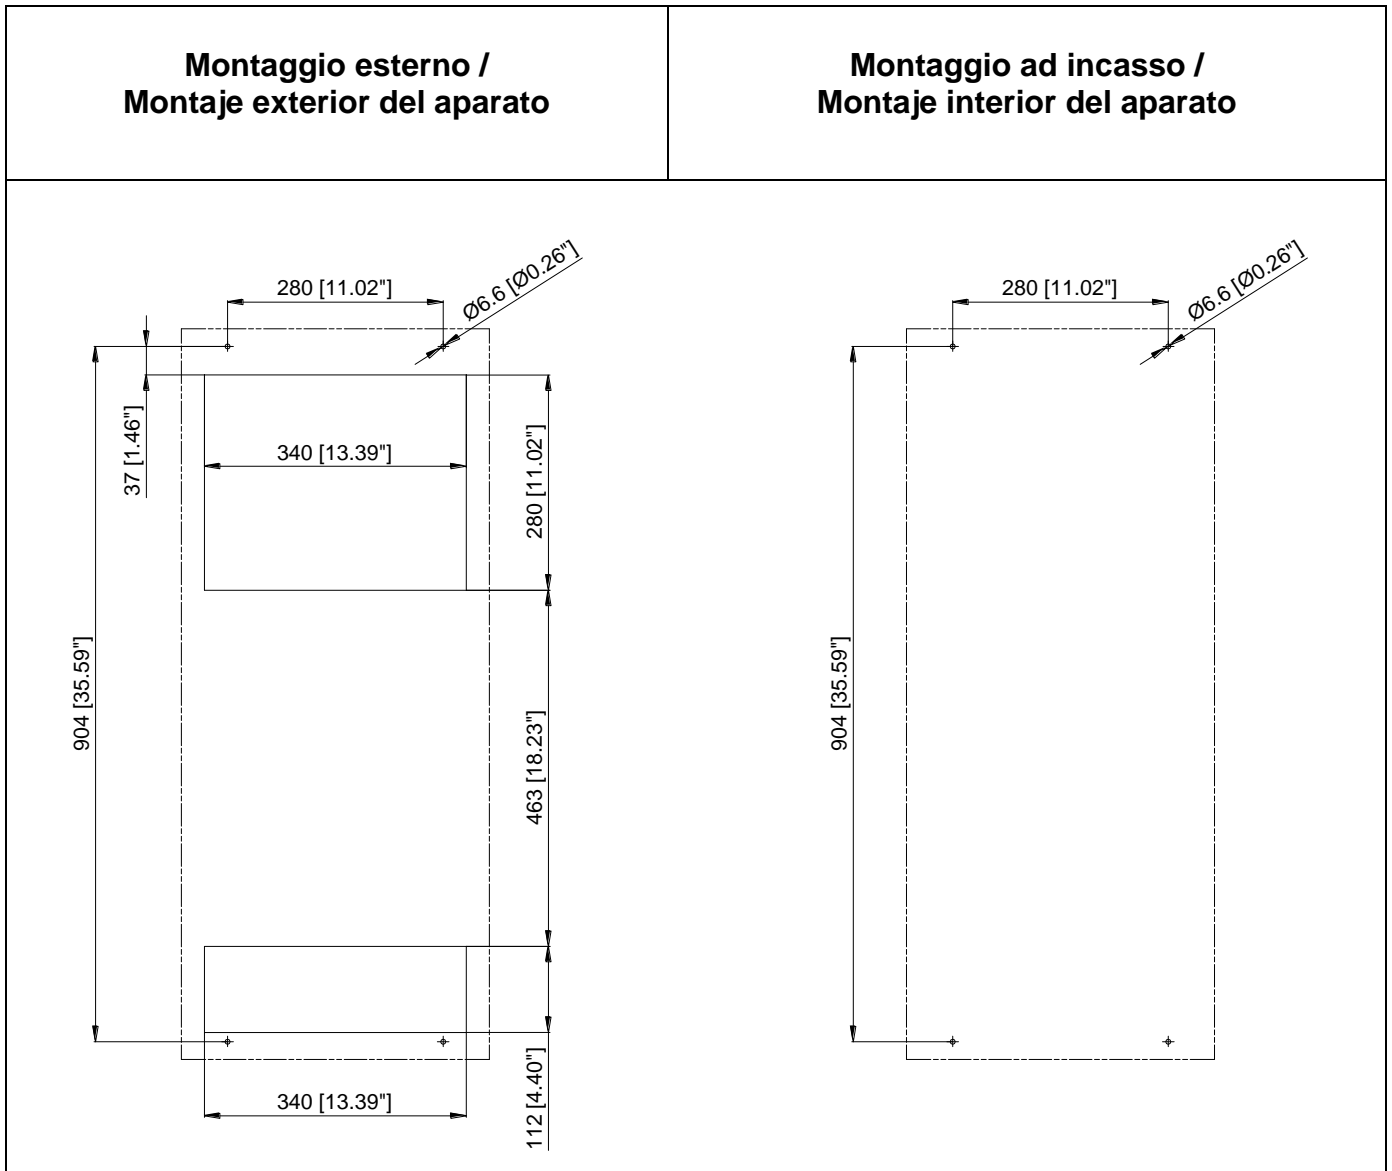 Montaggio esterno /
Montaje exterior del aparato
Montaggio ad incasso /
Montaje interior del aparato
280 [11.02"]
Ø6.6 [Ø0.26"]
37 [1.46"]
340 [13.39"]
280 [11.02"]
904 [35.59"]
463 [18.23"]
340 [13.39"]
112 [4.40"]
280 [11.02"]
Ø6.6 [Ø0.26"]
904 [35.59"]